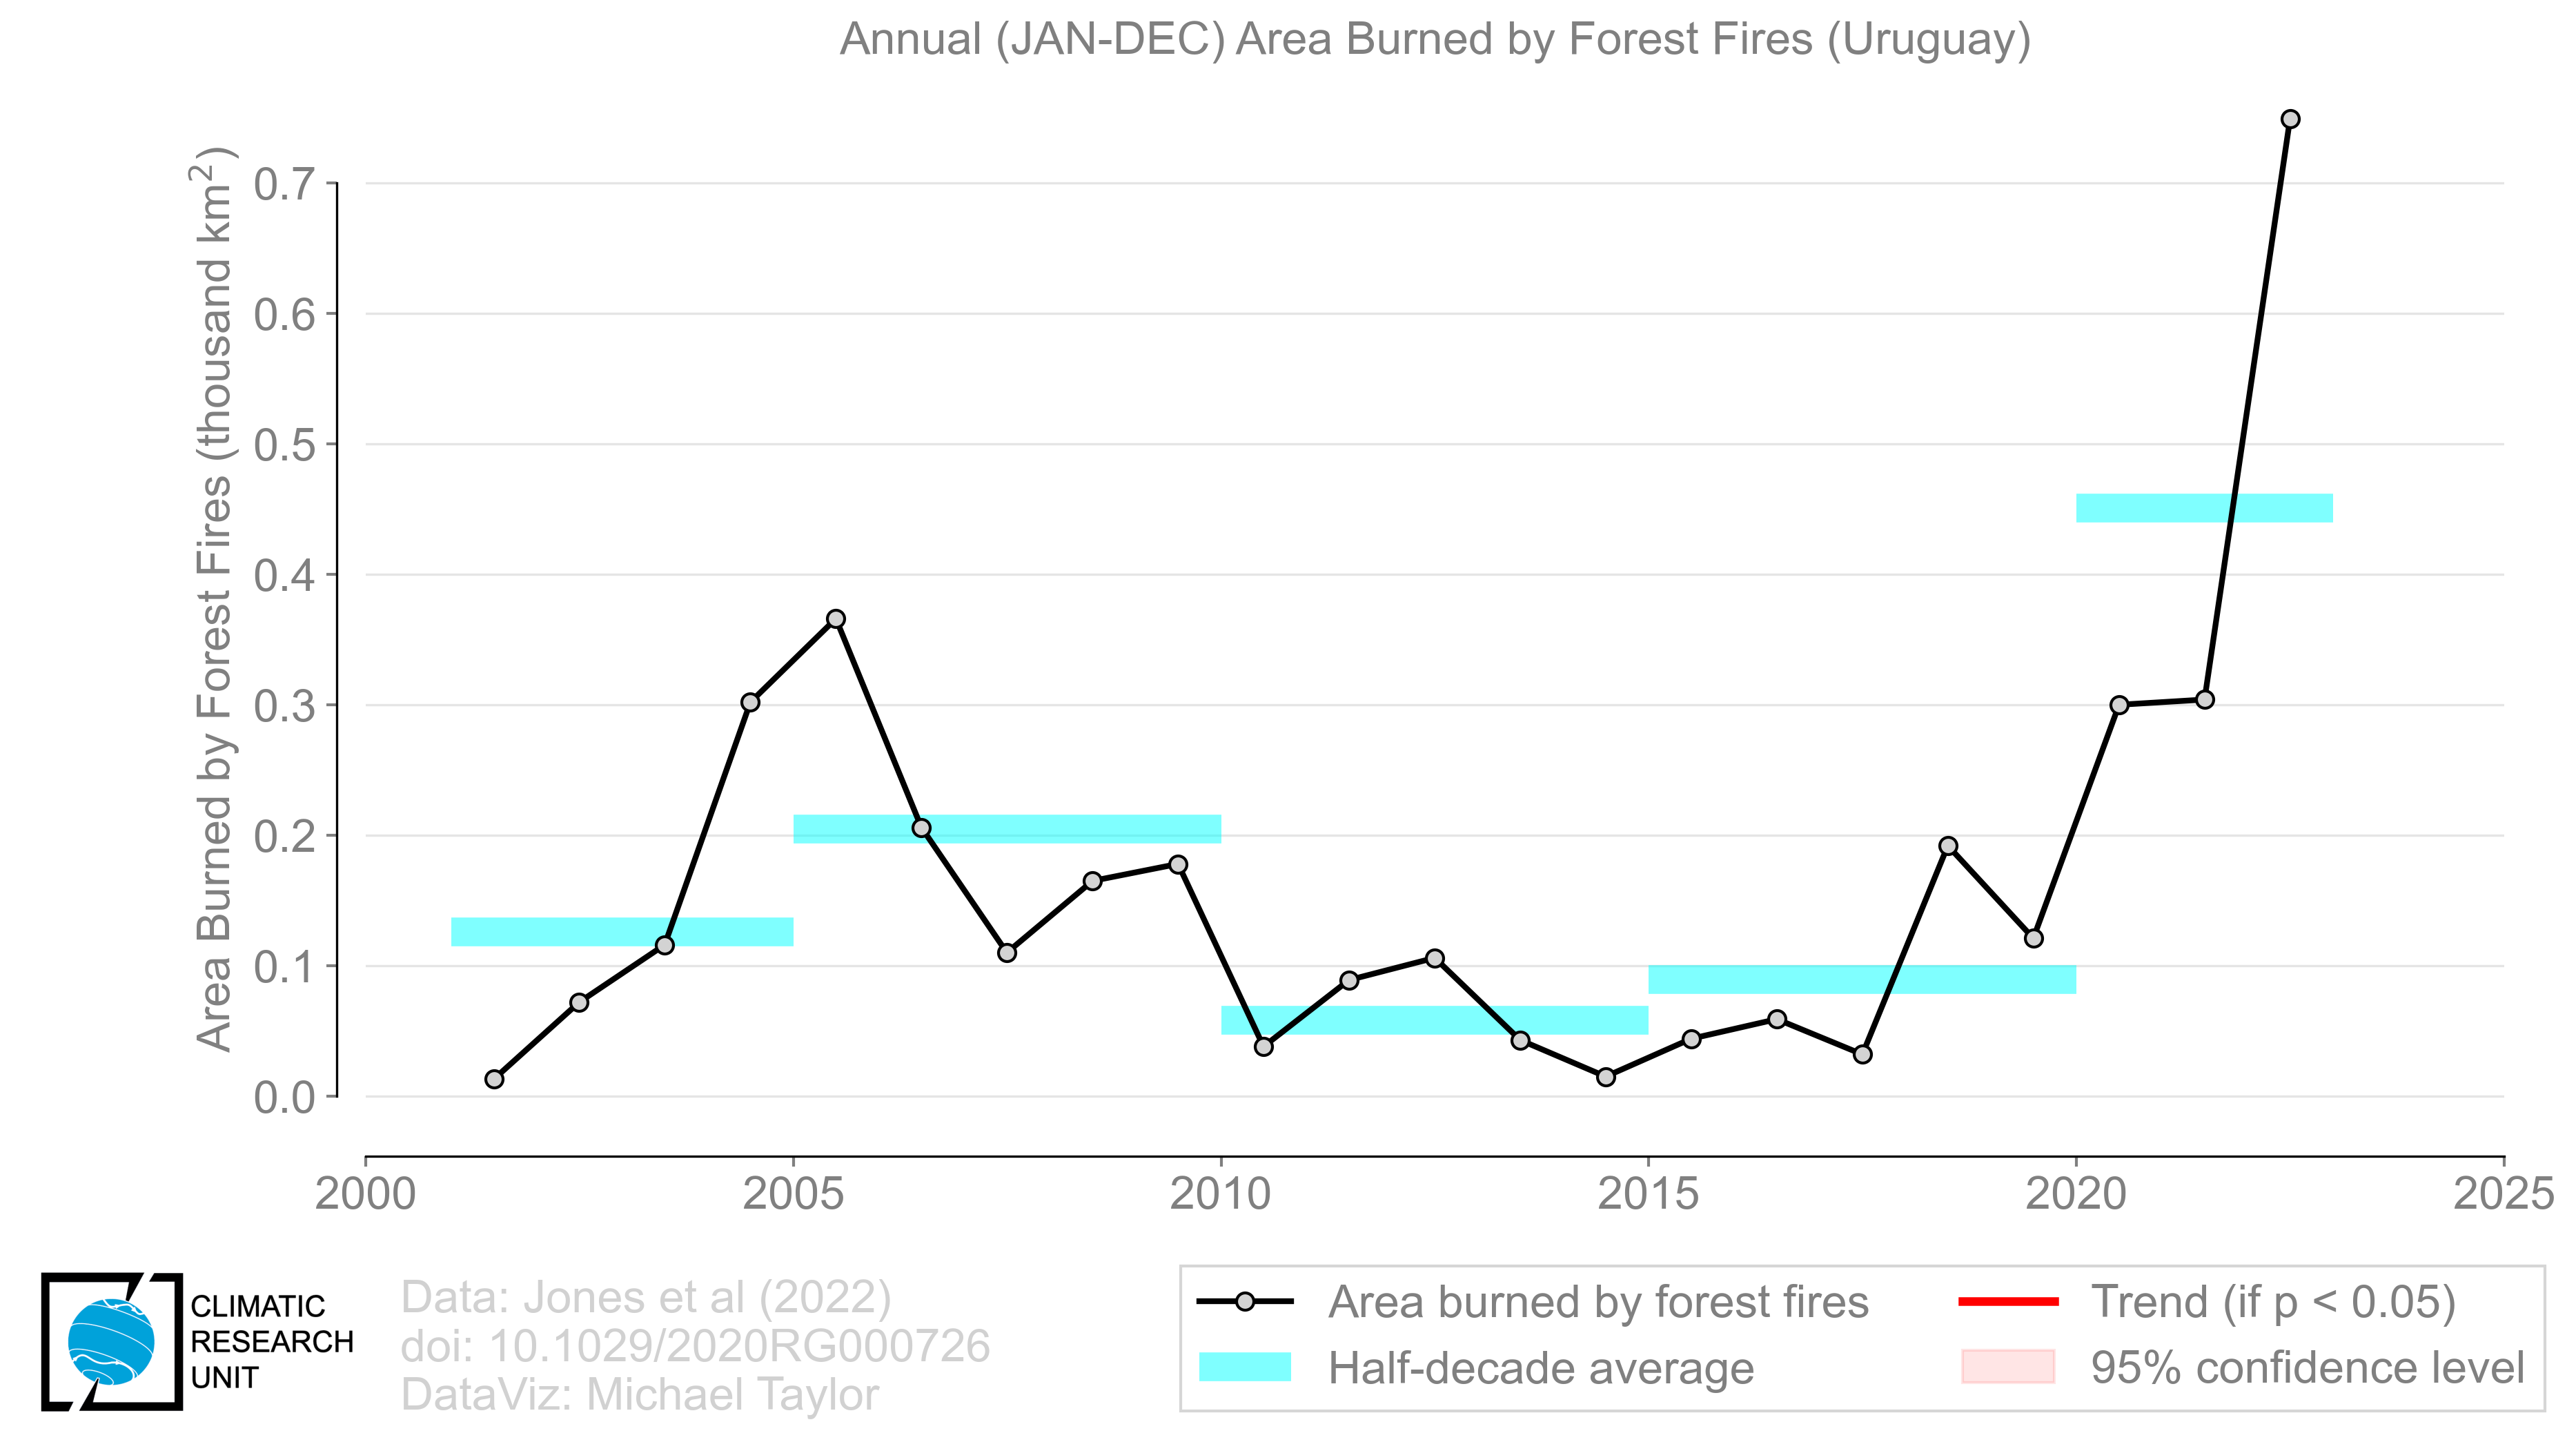 Annual (JAN-DEC) Area Burned by Forest Fires (Uruguay)
Area Burned by Forest Fires (thousand km²)
0.7
0.6
0.5
0.4
0.3
0.2
0.1
0.0
2000 2005 2010 2015 2020 2025
CLIMATIC
RESEARCH
UNIT
Data: Jones et al (2022)
doi: 10.1029/2020RG000726
DataViz: Michael Taylor
Area burned by forest fires
Half-decade average
Trend (if p < 0.05)
95% confidence level